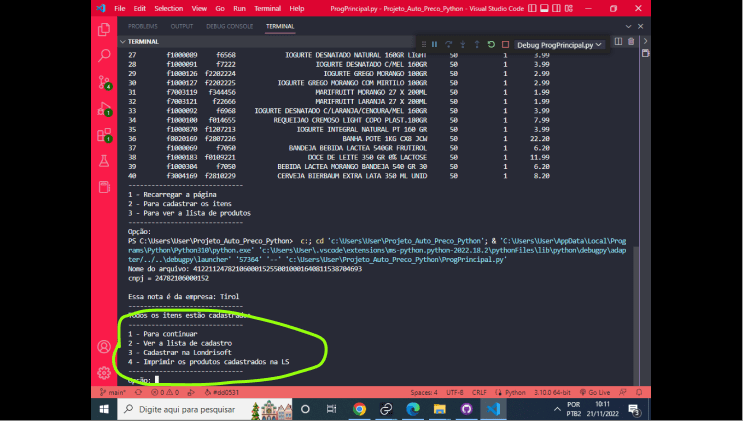 File Edit Selection View Go Run Terminal Help ProgPrincipal.py - Projeto_Auto_Preco_Python - Visual Studio Code
PROBLEMS OUTPUT DEBUG CONSOLE TERMINAL
TERMINAL
Debug ProgPrincipal.py
27 f1000089 f6568 IOGURTE DESNATADO NATURAL 160GR LIGHT 50 1 3.99
28 f1000091 f7222 IOGURTE DESNATADO C/MEL 160GR 50 1 3.99
29 f1000126 f2202224 IOGURTE GREGO MORANGO 100GR 50 1 2.99
30 f1000127 f2202225 IOGURTE GREGO MORANGO COM MIRTILO 100GR 50 1 2.99
31 f7003119 f344456 MARIFRUITT MORANGO 27 X 200ML 50 1 1.99
32 f7003121 f22666 MARIFRUITT LARANJA 27 X 200ML 50 1 1.99
33 f1000092 f6968 IOGURTE DESNATADO C/LARANJA/CENOURA/MEL 160GR 50 1 3.99
34 f1000100 f014655 REQUEIJAO CREMOSO LIGHT COPO PLAST.180GR 50 1 7.99
35 f1000870 f1207213 IOGURTE INTEGRAL NATURAL PT 160 GR 50 1 3.99
36 f8020169 f2807226 BANHA POTE 1KG CX8 JCW 50 1 22.20
37 f1000069 f7050 BANDEJA BEBIDA LACTEA 540GR FRUTIROL 50 1 6.20
38 f1000183 f0109221 DOCE DE LEITE 350 GR 0% LACTOSE 50 1 11.99
39 f1000304 f7050 BEBIDA LACTEA MORANGO BANDEJA 540 GR 30 50 1 6.20
40 f3004169 f2810229 CERVEJA BIERBAUM EXTRA LATA 350 ML UNID 50 1 8.20
-----------------------------
1 - Recarregar a página
2 - Para cadastrar os itens
3 - Para ver a lista de produtos
-----------------------------
Opção:
PS C:\Users\User\Projeto_Auto_Preco_Python> c:; cd 'c:\Users\User\Projeto_Auto_Preco_Python'; & 'C:\Users\User\AppData\Local\Prog
rams\Python\Python310\python.exe' 'c:\Users\User\.vscode\extensions\ms-python.python-2022.18.2\pythonFiles\lib\python\debugpy\adap
ter/../..\debugpy\launcher' '57364' '--' 'c:\Users\User\Projeto_Auto_Preco_Python\ProgPrincipal.py'
Nome do arquivo: 41221124782106000152550010001640811538704693
cnpj = 24782106000152
Essa nota é da empresa: Tirol
-----------------------------
Todos os itens estão cadastrados
-----------------------------
1 - Para continuar
2 - Ver a lista de cadastro
3 - Cadastrar na Londrisoft
4 - Imprimir os produtos cadastrados na LS
-----------------------------
Opção:
main* 0 0 #dd0531 Spaces: 4 UTF-8 CRLF Python 3.10.0 64-bit Go Live
Digite aqui para pesquisar
POR 10:11
PTB2 21/11/2022